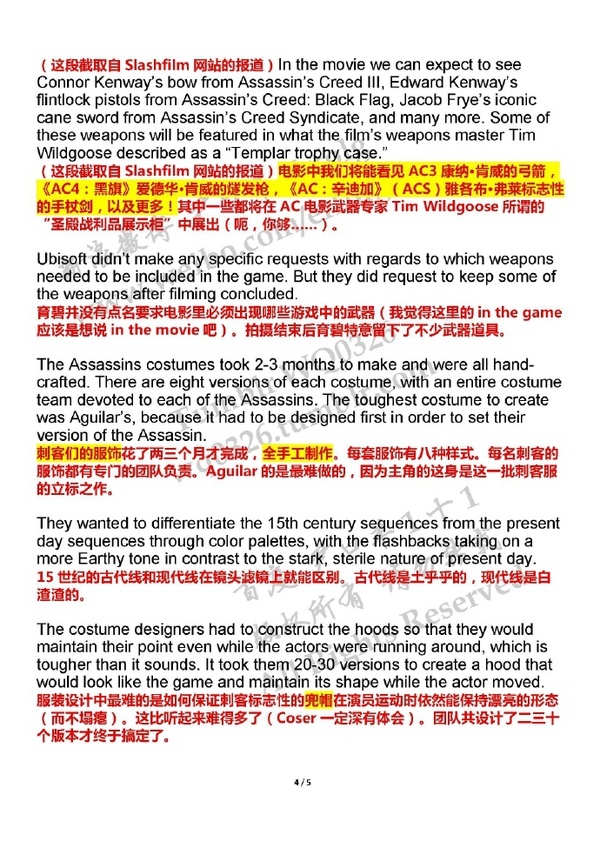 （这段截取自 Slashfilm 网站的报道）In the movie we can expect to see
Connor Kenway's bow from Assassin's Creed III, Edward Kenway's
flintlock pistols from Assassin's Creed: Black Flag, Jacob Frye's iconic
cane sword from Assassin's Creed Syndicate, and many more. Some of
these weapons will be featured in what the film's weapons master Tim
Wildgoose described as a “Templar trophy case.”
（这段截取自 Slashfilm 网站的报道）电影中我们将能看见 AC3 康纳•肯威的弓箭，
《AC4：黑旗》爱德华•肯威的燧发枪，《AC：辛迪加》（ACS）雅各布•弗莱标志性
的手杖剑，以及更多！其中一些都将在 AC 电影武器专家 Tim Wildgoose 所谓的
“圣殿战利品展示柜”中展出（呃，你够……）。
Ubisoft didn't make any specific requests with regards to which weapons
needed to be included in the game. But they did request to keep some of
the weapons after filming concluded.
育碧并没有点名要求电影里必须出现哪些游戏中的武器（我觉得这里的 in the game
应该是想说 in the movie 吧）。拍摄结束后育碧特意留下了不少武器道具。
The Assassins costumes took 2-3 months to make and were all hand-
crafted. There are eight versions of each costume, with an entire costume
team devoted to each of the Assassins. The toughest costume to create
was Aguilar's, because it had to be designed first in order to set their
version of the Assassin.
刺客们的服饰花了两三个月才完成，全手工制作。每套服饰有八种样式。每名刺客的
服饰都有专门的团队负责。Aguilar 的是最难做的，因为主角的这身是这一批刺客服
的立标之作。
They wanted to differentiate the 15th century sequences from the present
day sequences through color palettes, with the flashbacks taking on a
more Earthy tone in contrast to the stark, sterile nature of present day.
15 世纪的古代线和现代线在镜头滤镜上就能区别。古代线是土乎乎的，现代线是白
渣渣的。
The costume designers had to construct the hoods so that they would
maintain their point even while the actors were running around, which is
tougher than it sounds. It took them 20-30 versions to create a hood that
would look like the game and maintain its shape while the actor moved.
服装设计中最难的是如何保证刺客标志性的兜帽在演员运动时依然能保持漂亮的形态
（而不塌瘪）。这比听起来难得多了（Coser 一定深有体会）。团队共设计了二三十
个版本才终于搞定了。
4 / 5